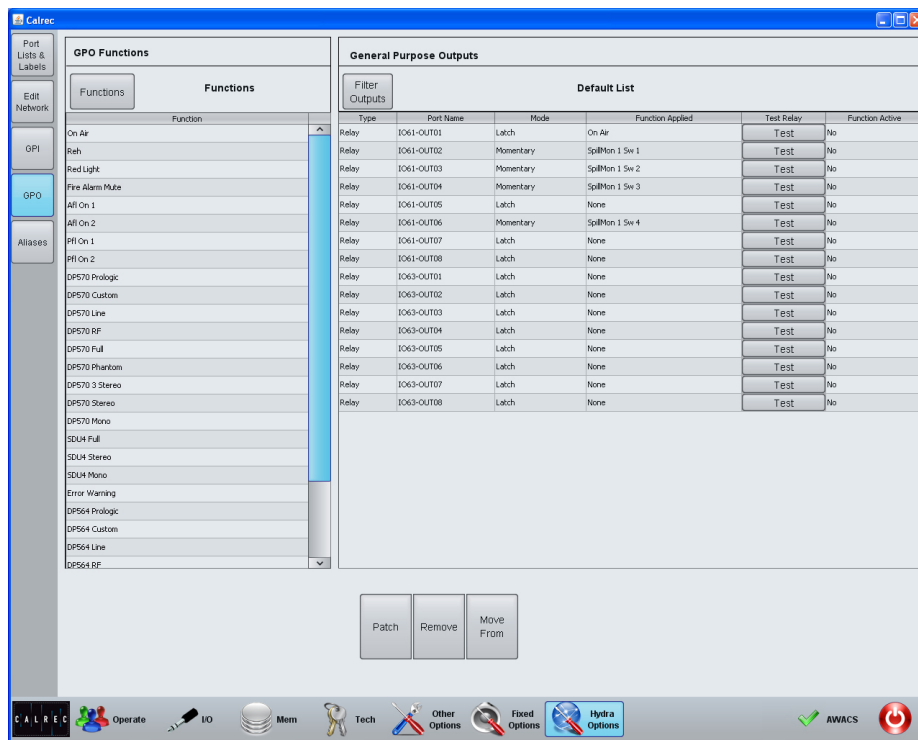 Calrec
Port Lists & Labels
Edit Network
GPI
GPO
Aliases
GPO Functions
Functions
Functions
Function
On Air
Reh
Red Light
Fire Alarm Mute
Afl On 1
Afl On 2
Pfl On 1
Pfl On 2
DP570 Prologic
DP570 Custom
DP570 Line
DP570 RF
DP570 Full
DP570 Phantom
DP570 3 Stereo
DP570 Stereo
DP570 Mono
SDU4 Full
SDU4 Stereo
SDU4 Mono
Error Warning
DP564 Prologic
DP564 Custom
DP564 Line
DP564 RF
General Purpose Outputs
Filter Outputs
Default List
Type Port Name Mode Function Applied Test Relay Function Active
Relay IO61-OUT01 Latch On Air Test No
Relay IO61-OUT02 Momentary SpillMon 1 Sw 1 Test No
Relay IO61-OUT03 Momentary SpillMon 1 Sw 2 Test No
Relay IO61-OUT04 Momentary SpillMon 1 Sw 3 Test No
Relay IO61-OUT05 Latch None Test No
Relay IO61-OUT06 Momentary SpillMon 1 Sw 4 Test No
Relay IO61-OUT07 Latch None Test No
Relay IO61-OUT08 Latch None Test No
Relay IO63-OUT01 Latch None Test No
Relay IO63-OUT02 Latch None Test No
Relay IO63-OUT03 Latch None Test No
Relay IO63-OUT04 Latch None Test No
Relay IO63-OUT05 Latch None Test No
Relay IO63-OUT06 Latch None Test No
Relay IO63-OUT07 Latch None Test No
Relay IO63-OUT08 Latch None Test No
Patch
Remove
Move From
CALREC
Operate
I/O
Mem
Tech
Other Options
Fixed Options
Hydra Options
AWACS